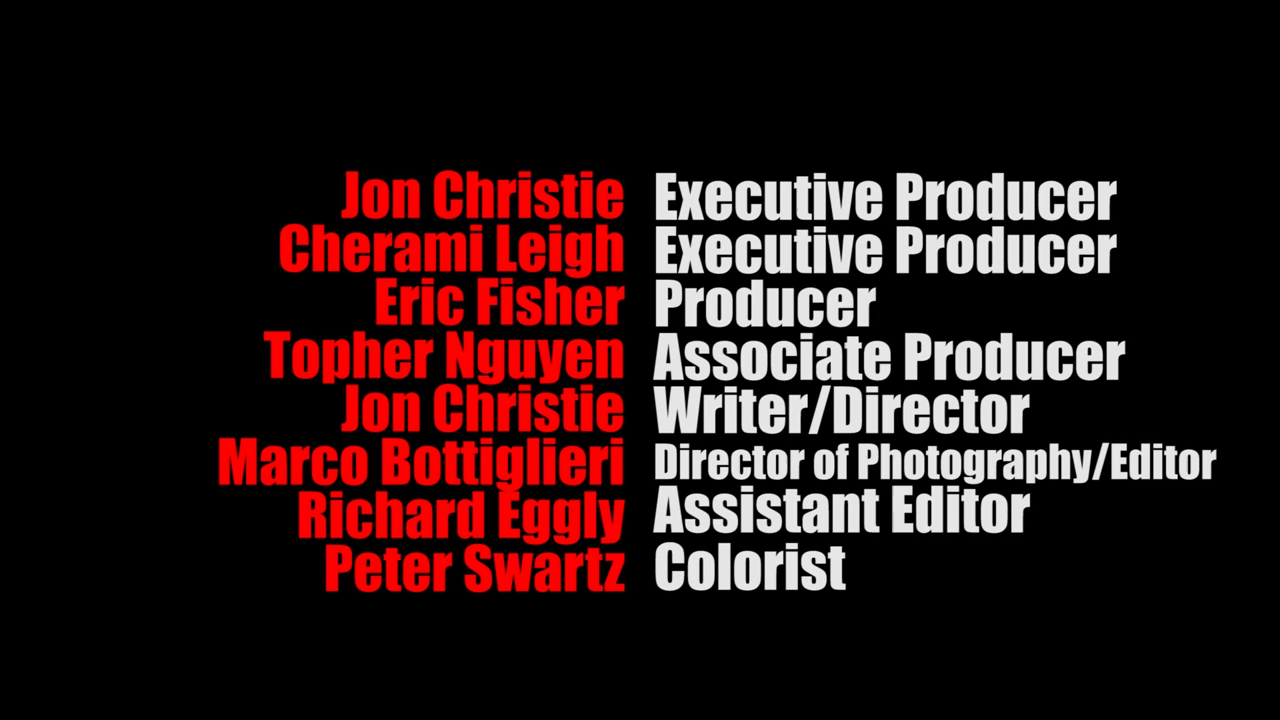 Jon Christie Executive Producer
Cherami Leigh Executive Producer
Eric Fisher Producer
Topher Nguyen Associate Producer
Jon Christie Writer/Director
Marco Bottiglieri Director of Photography/Editor
Richard Eggly Assistant Editor
Peter Swartz Colorist